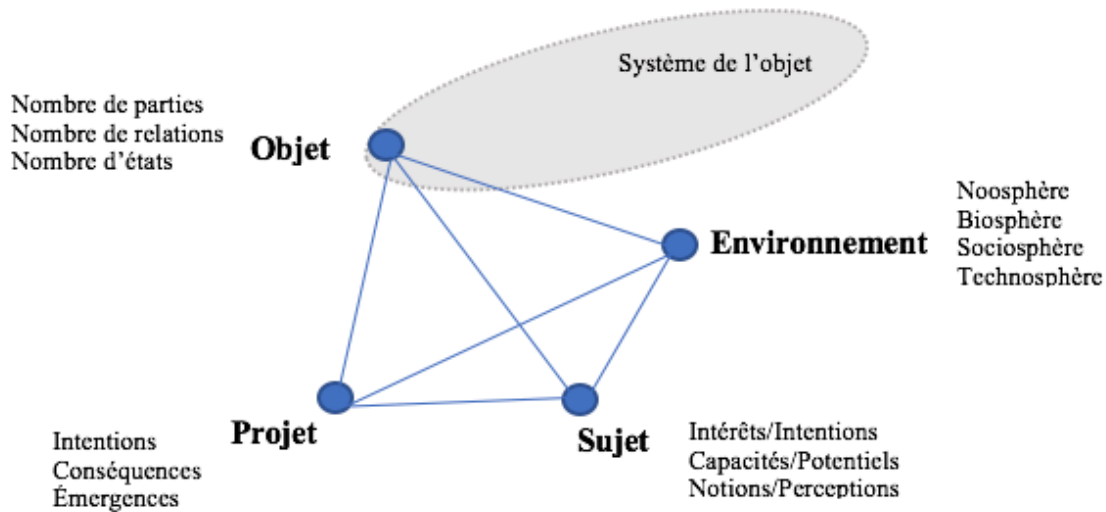 Système de l’objet
Nombre de parties
Nombre de relations
Nombre d’états
Objet
Noosphère
Biosphère
Sociosphère
Technosphère
Environnement
Projet
Intentions
Conséquences
Émergences
Sujet
Intérêts/Intentions
Capacités/Potentiels
Notions/Perceptions